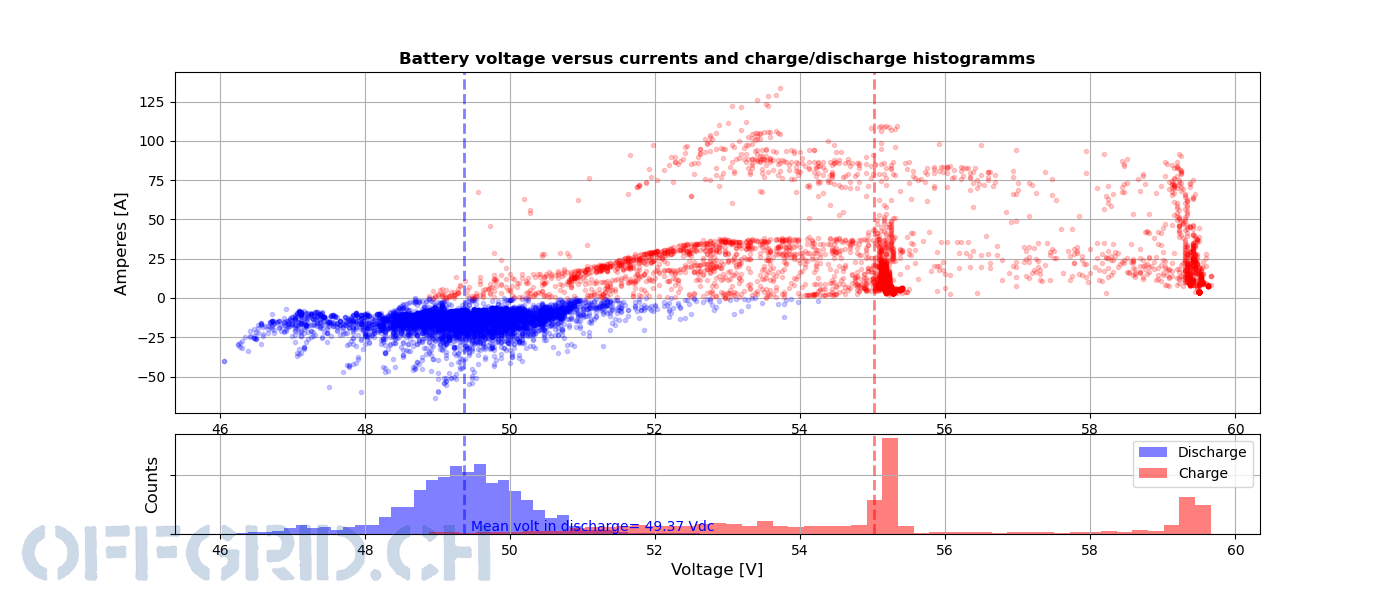 Battery voltage versus currents and charge/discharge histogramms
Amperes [A]
125
100
75
50
25
0
−25
−50
46 48 50 52 54 56 58 60
Counts
Discharge
Charge
Mean volt in discharge= 49.37 Vdc
46 48 50 52 54 56 58 60
Voltage [V]
OFFGRID.CH